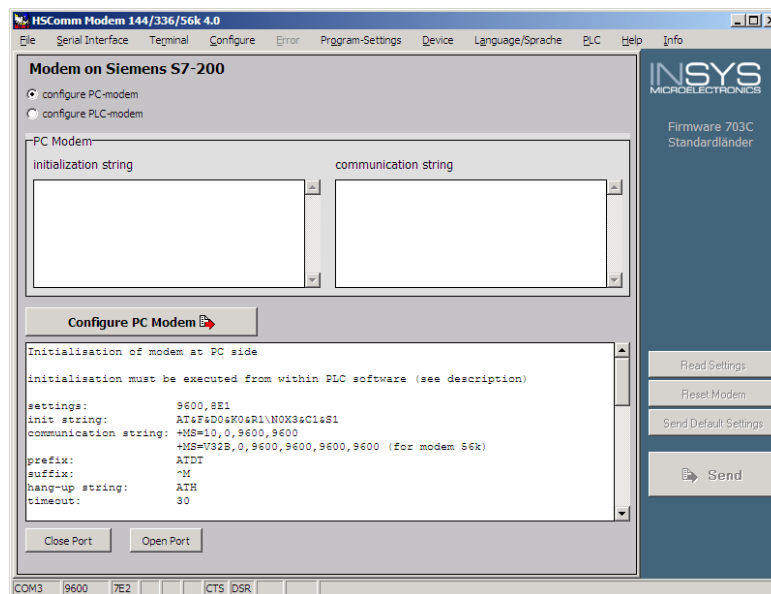 HSComm Modem 144/336/56k 4.0
File Serial Interface Terminal Configure Error Program-Settings Device Language/Sprache PLC Help Info
Modem on Siemens S7-200
configure PC-modem
configure PLC-modem
PC Modem
initialization string communication string
Configure PC Modem
Initialisation of modem at PC side
initialisation must be executed from within PLC software (see description)
settings: 9600,8E1
init string: AT&F&D0&K0&R1\N0X3&C1&S1
communication string: +MS=10,0,9600,9600
+MS=V32B,0,9600,9600,9600,9600 (for modem 56k)
prefix: ATDT
suffix: ^M
hang-up string: ATH
timeout: 30
Close Port Open Port
INSYS
MICROELECTRONICS
Firmware 703C
Standardländer
Read Settings
Reset Modem
Send Default Settings
Send
COM3 9600 7E2 CTS DSR